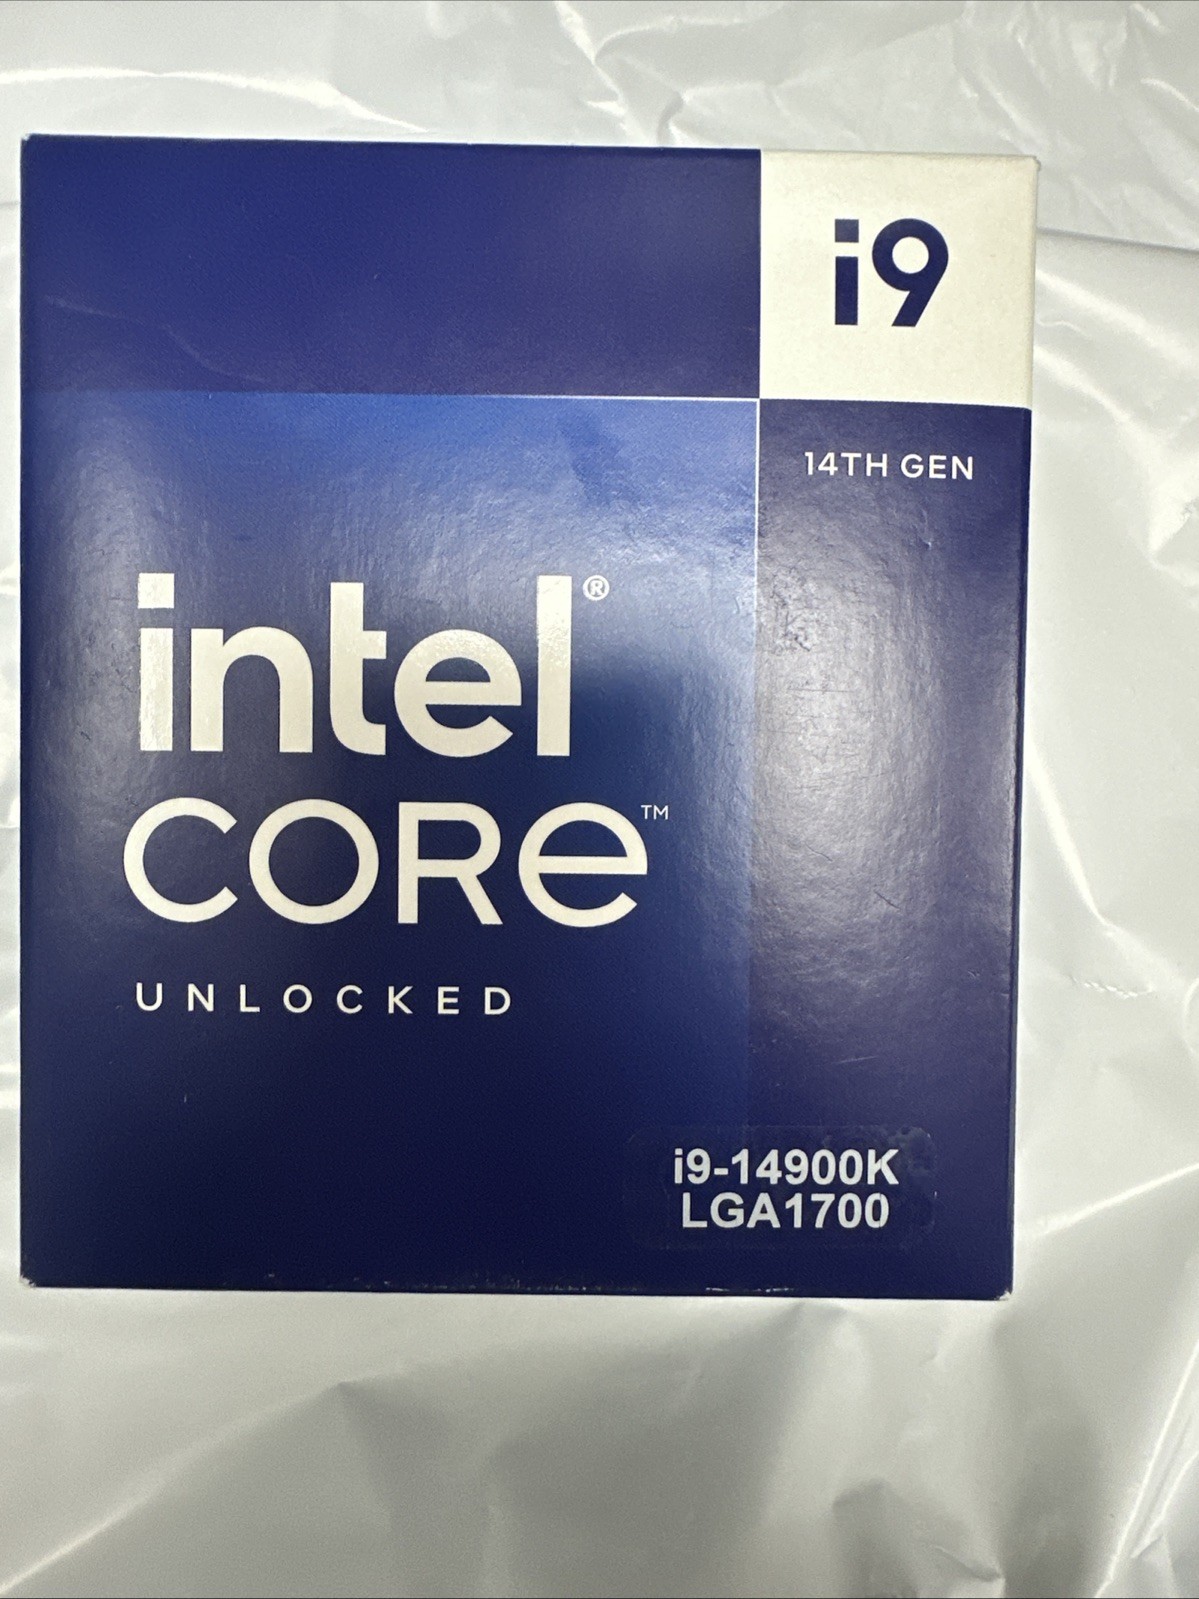 i9
14TH GEN
intel®
CORe™
UNLOCKED
i9-14900K
LGA1700